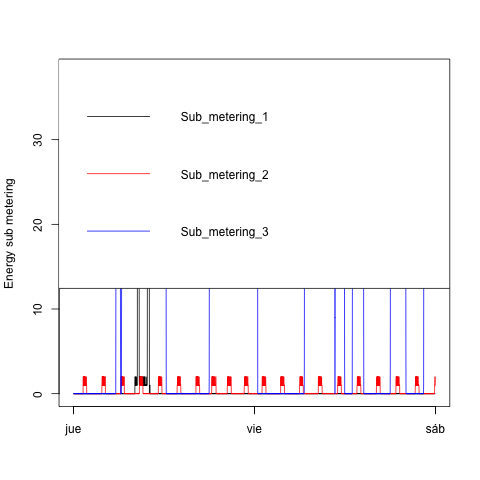 Sub_metering_1
Sub_metering_2
Sub_metering_3
Energy sub metering
30
20
10
0
jue
vie
sáb